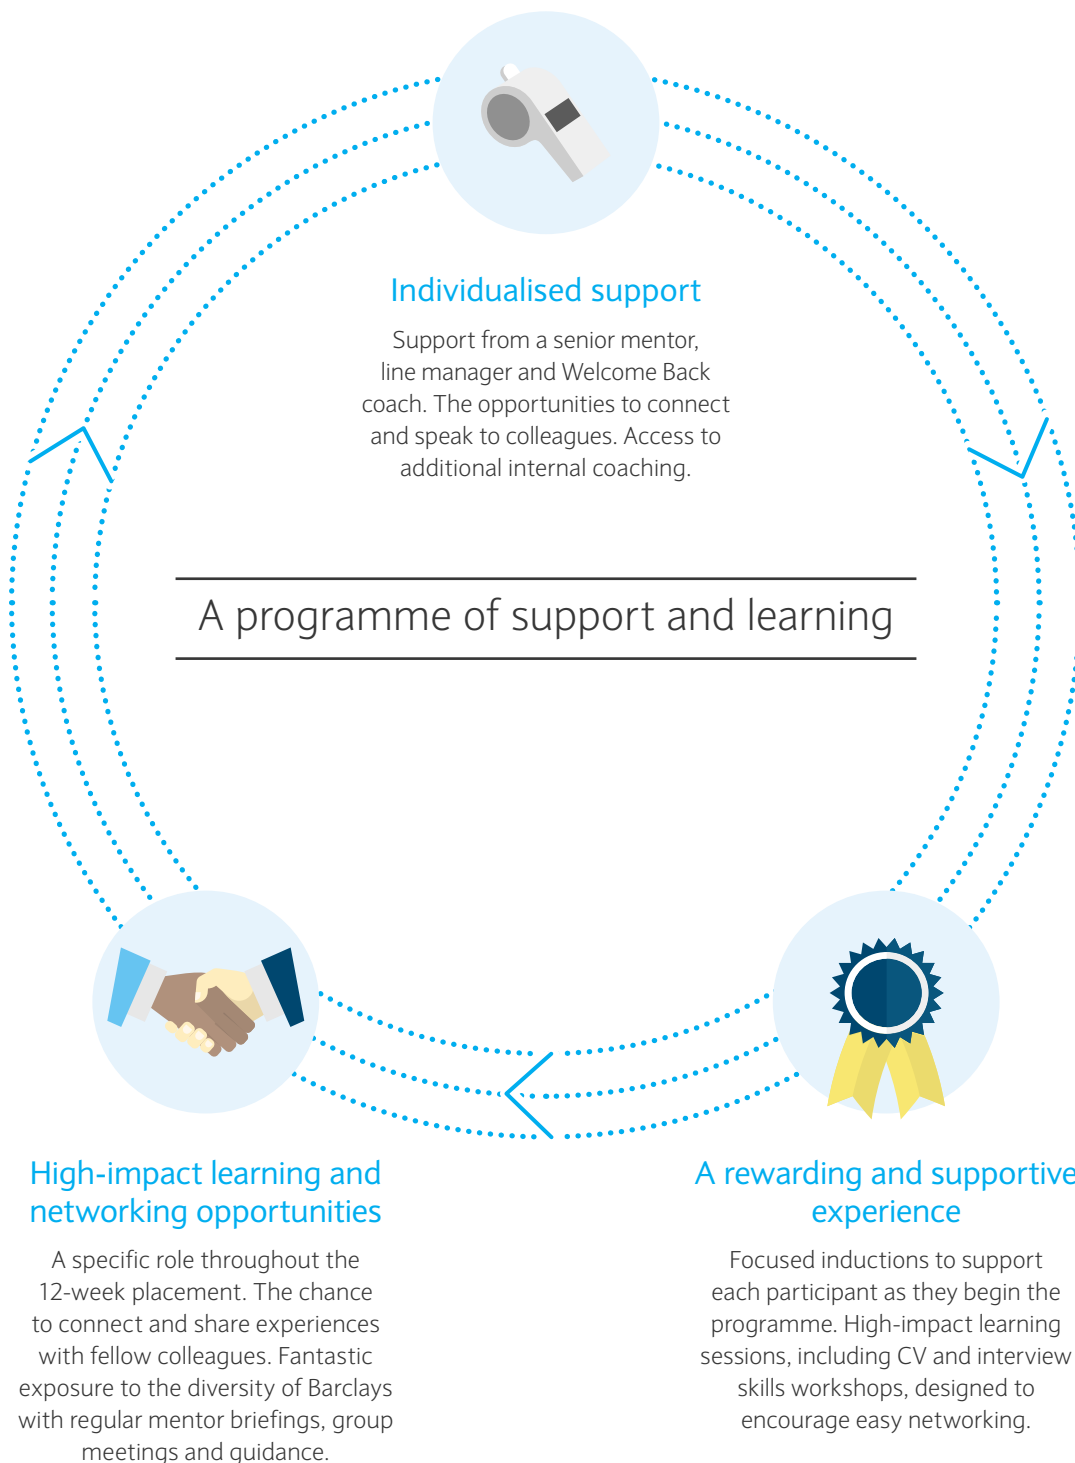 Individualised support
Support from a senior mentor,
line manager and Welcome Back
coach. The opportunities to connect
and speak to colleagues. Access to
additional internal coaching.
A programme of support and learning
High-impact learning and
networking opportunities
A specific role throughout the
12-week placement. The chance
to connect and share experiences
with fellow colleagues. Fantastic
exposure to the diversity of Barclays
with regular mentor briefings, group
meetings and guidance.
A rewarding and supportive
experience
Focused inductions to support
each participant as they begin the
programme. High-impact learning
sessions, including CV and interview
skills workshops, designed to
encourage easy networking.